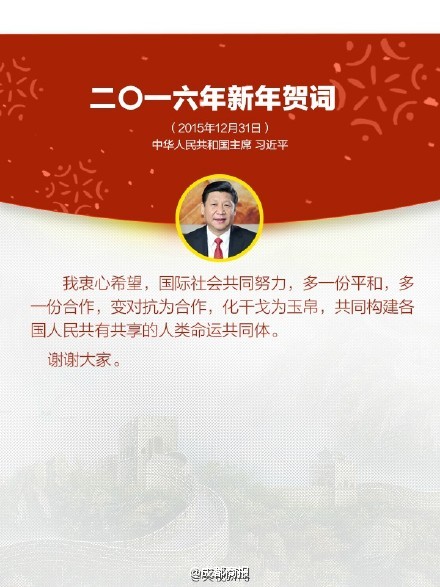 二〇一六年新年贺词
（2015年12月31日）
中华人民共和国主席 习近平
我衷心希望，国际社会共同努力，多一份平和，多
一份合作，变对抗为合作，化干戈为玉帛，共同构建各
国人民共有共享的人类命运共同体。
谢谢大家。
@成都商报